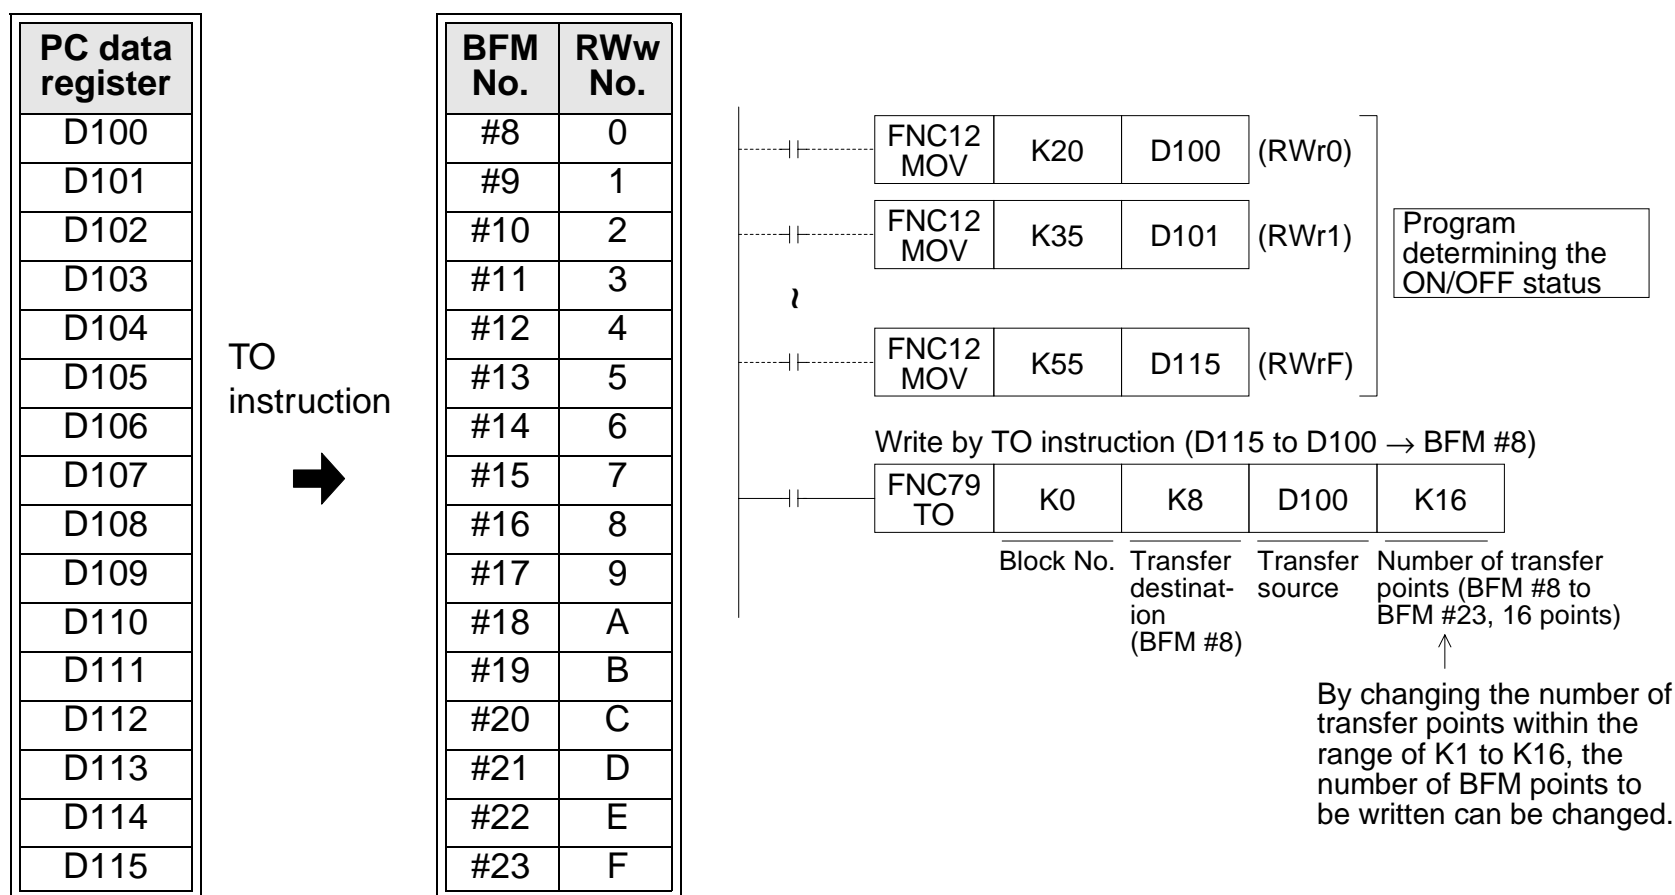 PC data
register
D100
D101
D102
D103
D104
D105
D106
D107
D108
D109
D110
D111
D112
D113
D114
D115
TO
instruction
BFM No. RWw No.
#8 0
#9 1
#10 2
#11 3
#12 4
#13 5
#14 6
#15 7
#16 8
#17 9
#18 A
#19 B
#20 C
#21 D
#22 E
#23 F
FNC12
MOV K20 D100 (RWr0)
FNC12
MOV K35 D101 (RWr1)
~
FNC12
MOV K55 D115 (RWrF)
Program
determining the
ON/OFF status
Write by TO instruction (D115 to D100 → BFM #8)
FNC79
TO K0 K8 D100 K16
Block No.
Transfer
destinat-
ion
(BFM #8)
Transfer
source
Number of transfer
points (BFM #8 to
BFM #23, 16 points)
By changing the number of
transfer points within the
range of K1 to K16, the
number of BFM points to
be written can be changed.